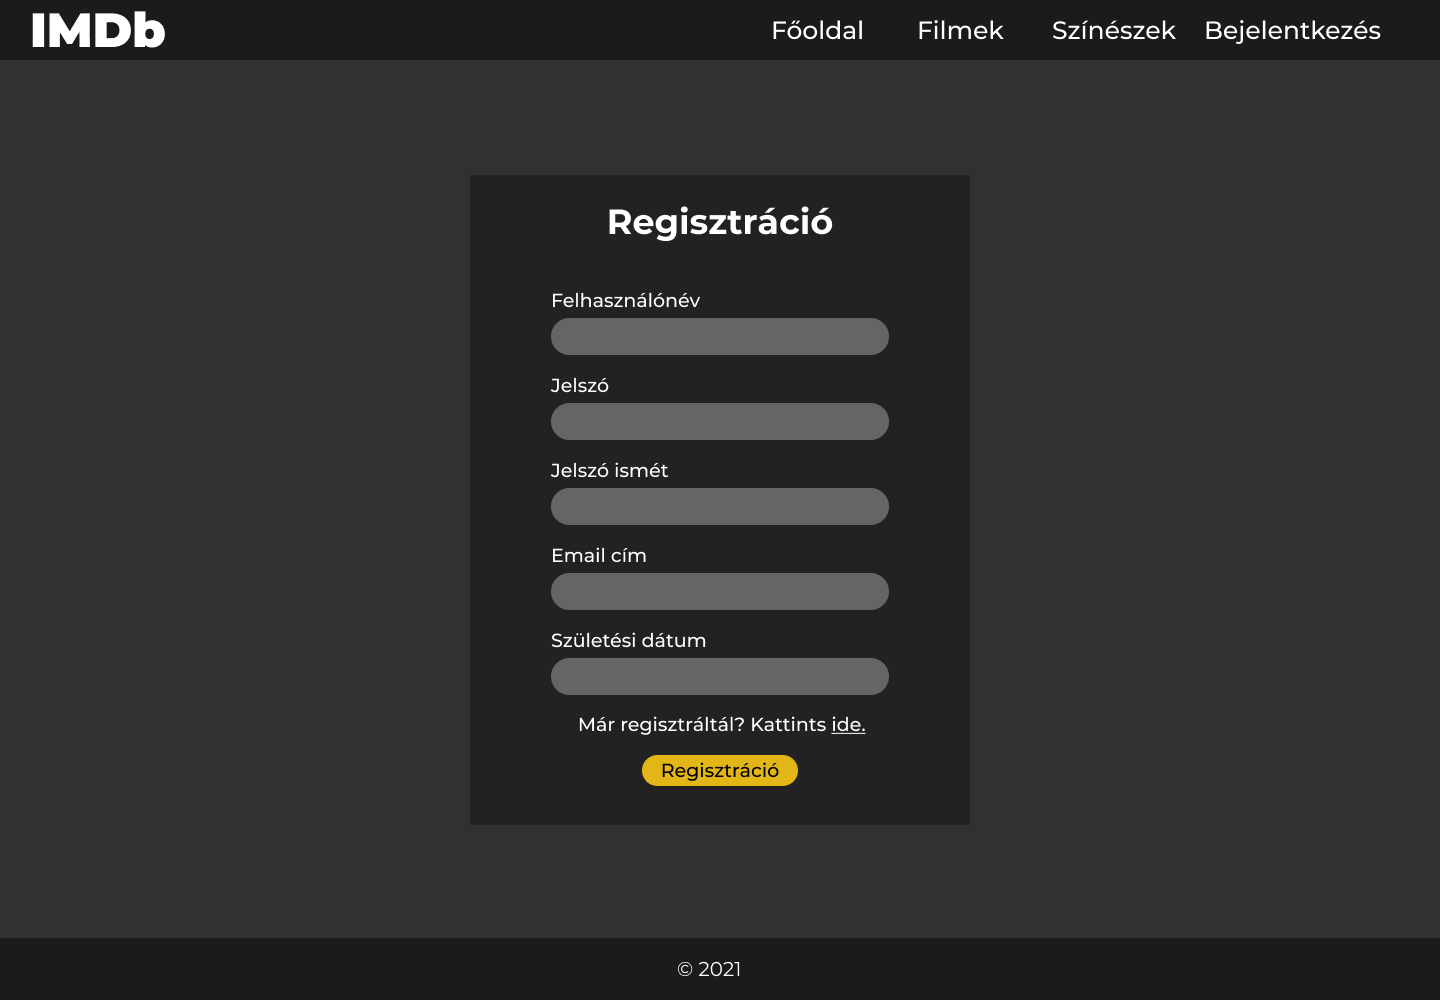 IMDb Főoldal Filmek Színészek Bejelentkezés
Regisztráció
Felhasználónév
Jelszó
Jelszó ismét
Email cím
Születési dátum
Már regisztráltál? Kattints ide.
Regisztráció
© 2021